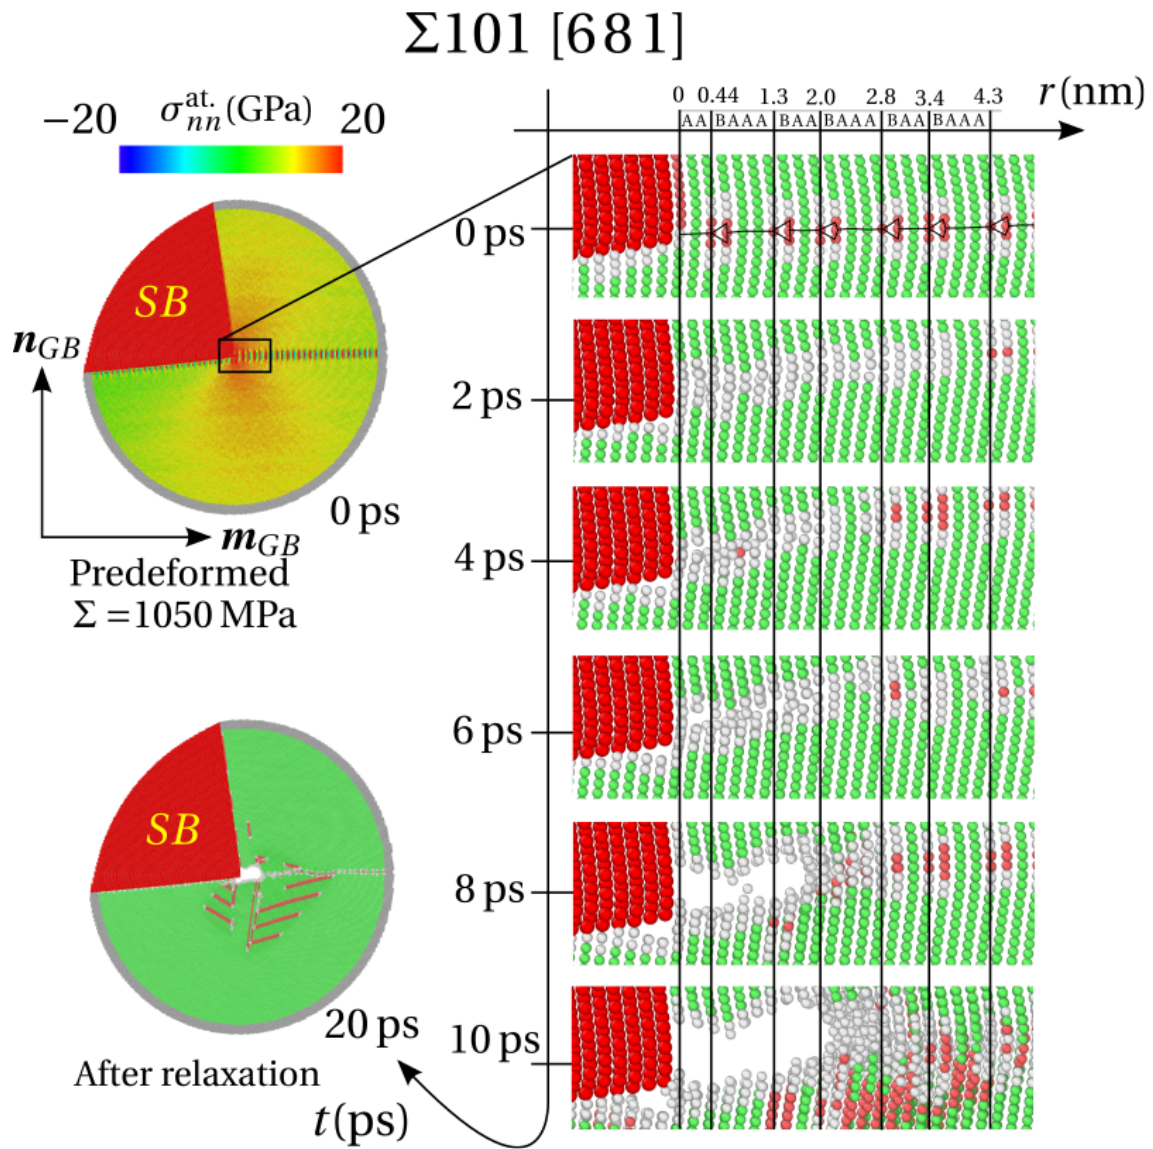 Σ101 [681]
−20 σ_nn^at. (GPa) 20
SB
n_GB
m_GB
0 ps
Predeformed
Σ =1050 MPa
SB
20 ps
After relaxation
t(ps)
0 0.44 1.3 2.0 2.8 3.4 4.3 r(nm)
AA BAAA BAA BAAA BAA BAAA
0 ps
2 ps
4 ps
6 ps
8 ps
10 ps